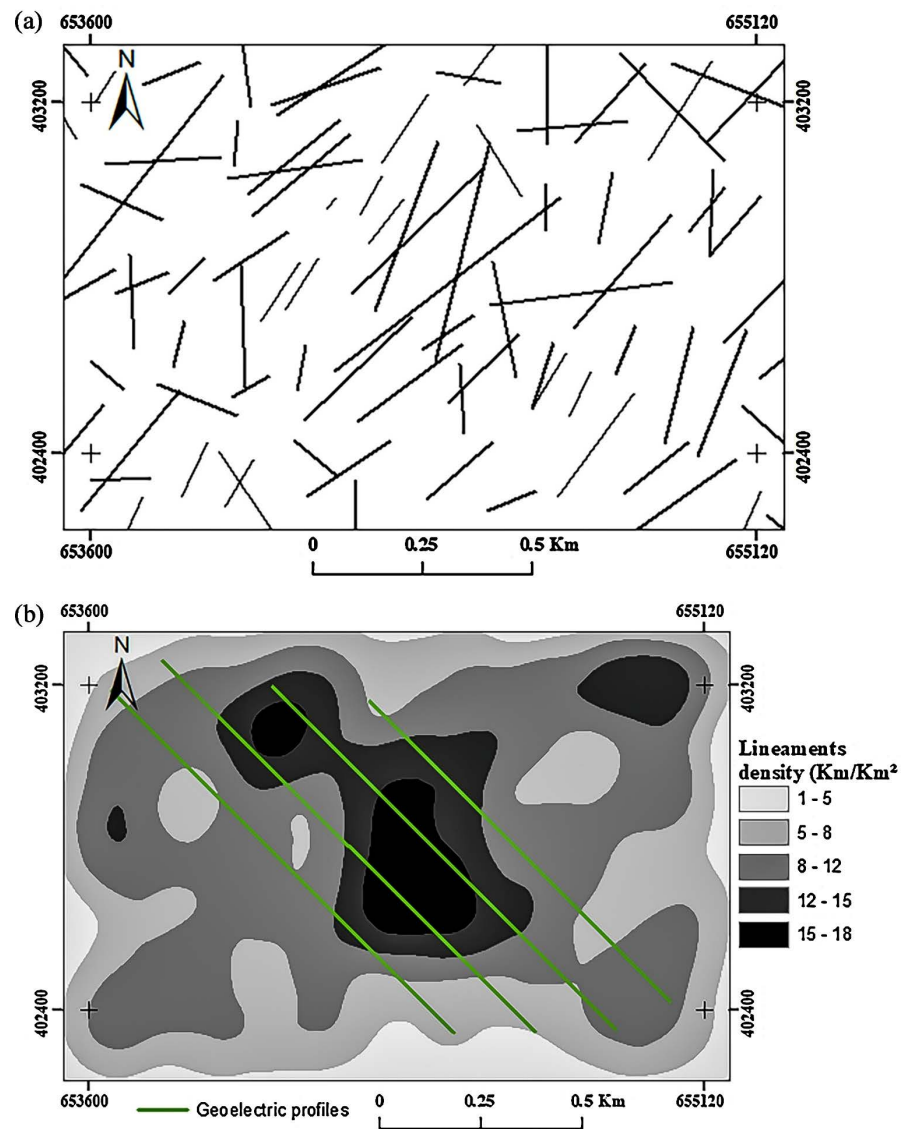 (a)
653600 655120
N
403200 403200
402400 402400
653600 655120
0 0.25 0.5 Km
(b)
653600 655120
N
403200 403200
402400 402400
Lineaments
density (Km/Km²
1 - 5
5 - 8
8 - 12
12 - 15
15 - 18
653600 655120
Geoelectric profiles
0 0.25 0.5 Km